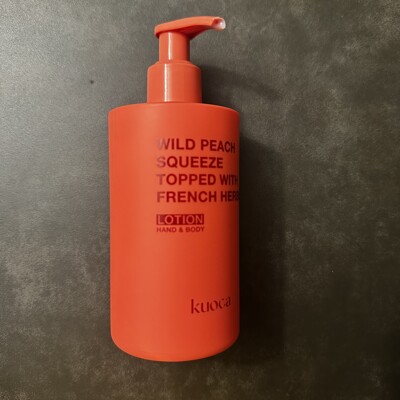 WILD PEACH
SQUEEZE
TOPPED WITH
FRENCH HERB
LOTION
HAND & BODY
kuoca